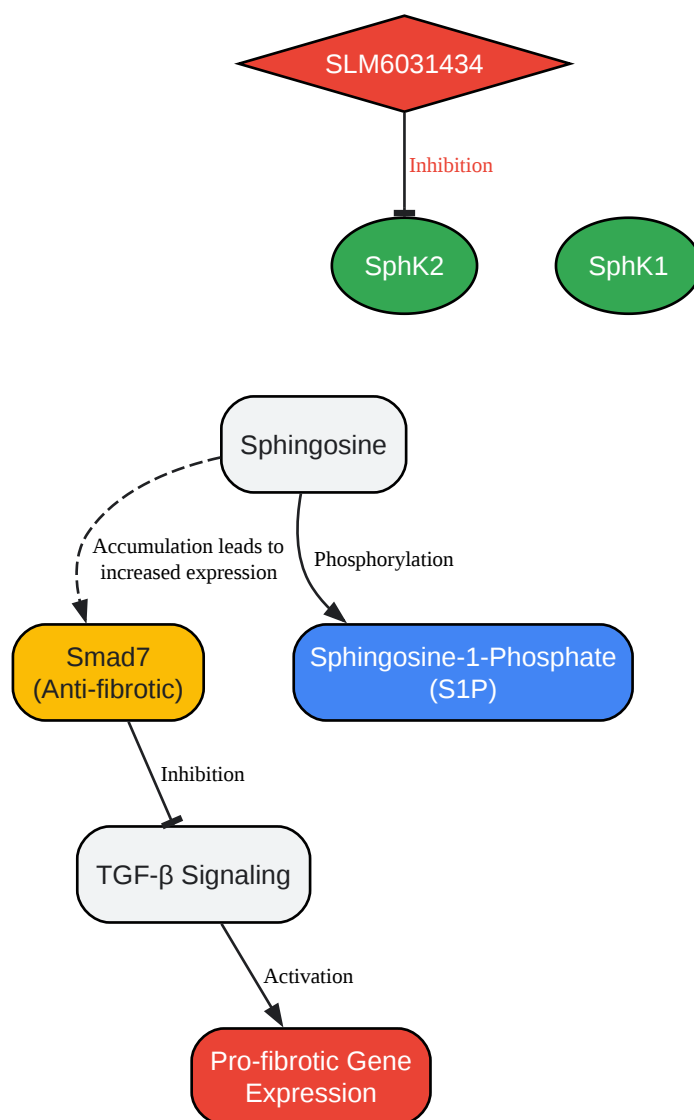 SLM6031434
Inhibition
SphK2
SphK1
Sphingosine
Accumulation leads to
increased expression
Phosphorylation
Smad7
(Anti-fibrotic)
Sphingosine-1-Phosphate
(S1P)
Inhibition
TGF-β Signaling
Activation
Pro-fibrotic Gene
Expression